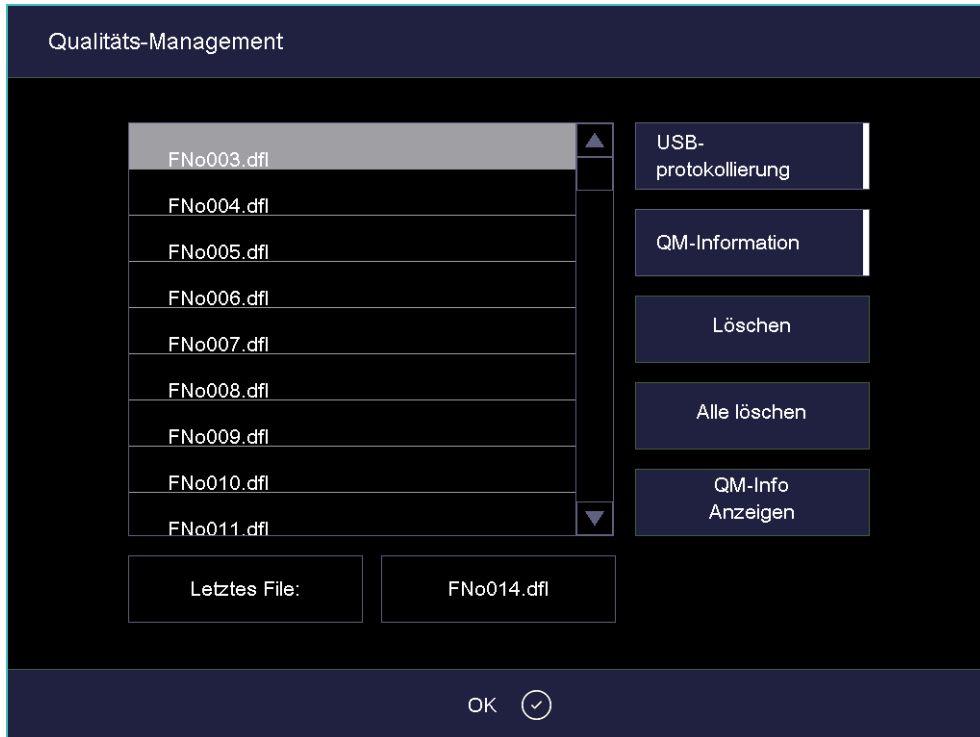 Qualitäts-Management
FNo003.dfl
FNo004.dfl
FNo005.dfl
FNo006.dfl
FNo007.dfl
FNo008.dfl
FNo009.dfl
FNo010.dfl
FNo011.dfl
USB-
protokollierung
QM-Information
Löschen
Alle löschen
QM-Info
Anzeigen
Letztes File:
FNo014.dfl
OK